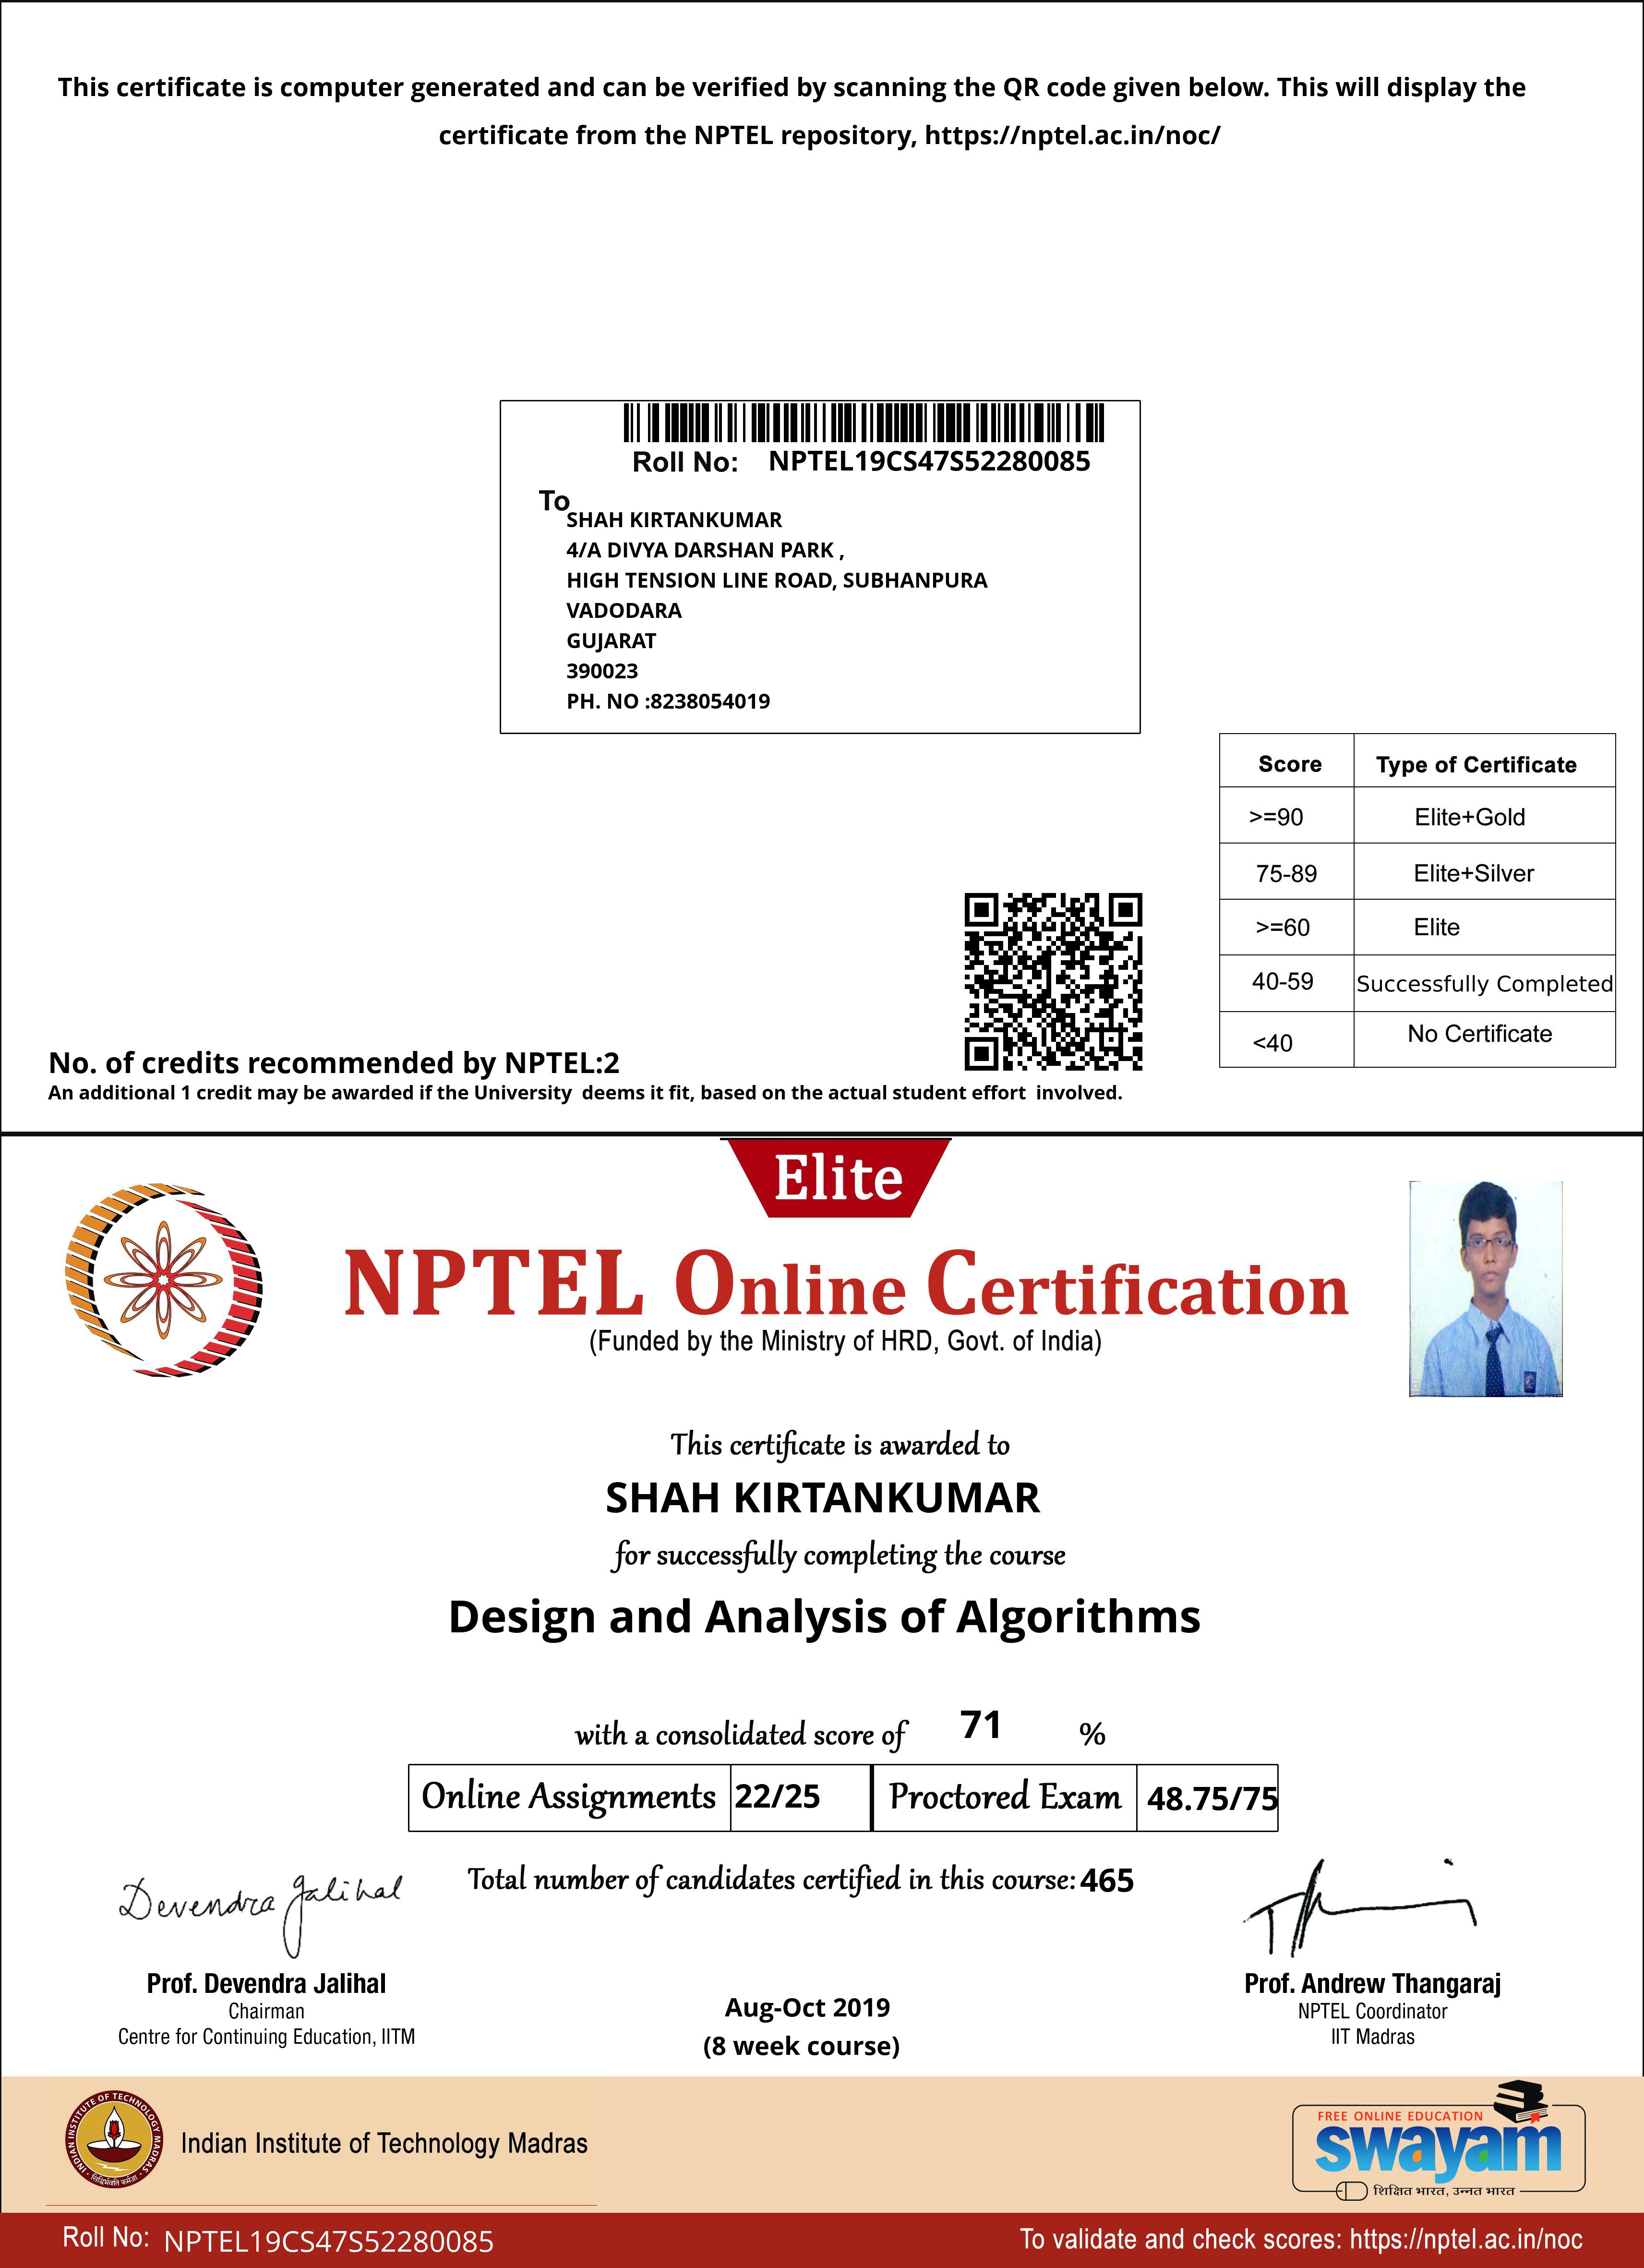 This certificate is computer generated and can be verified by scanning the QR code given below. This will display the
certificate from the NPTEL repository, https://nptel.ac.in/noc/
Roll No: NPTEL19CS47S52280085
To
SHAH KIRTANKUMAR
4/A DIVYA DARSHAN PARK ,
HIGH TENSION LINE ROAD, SUBHANPURA
VADODARA
GUJARAT
390023
PH. NO :8238054019
Score Type of Certificate
>=90 Elite+Gold
75-89 Elite+Silver
>=60 Elite
40-59 Successfully Completed
<40 No Certificate
No. of credits recommended by NPTEL:2
An additional 1 credit may be awarded if the University deems it fit, based on the actual student effort involved.
Elite
NPTEL Online Certification
(Funded by the Ministry of HRD, Govt. of India)
This certificate is awarded to
SHAH KIRTANKUMAR
for successfully completing the course
Design and Analysis of Algorithms
with a consolidated score of 71 %
Online Assignments 22/25 Proctored Exam 48.75/75
Total number of candidates certified in this course: 465
Devendra Jalihal
Prof. Devendra Jalihal
Chairman
Centre for Continuing Education, IITM
Aug-Oct 2019
(8 week course)
Prof. Andrew Thangaraj
NPTEL Coordinator
IIT Madras
INDIAN INSTITUTE OF TECHNOLOGY MADRAS
सिद्धिर्भवति कर्मजा
Indian Institute of Technology Madras
FREE ONLINE EDUCATION
swayam
शिक्षित भारत, उन्नत भारत
Roll No: NPTEL19CS47S52280085
To validate and check scores: https://nptel.ac.in/noc